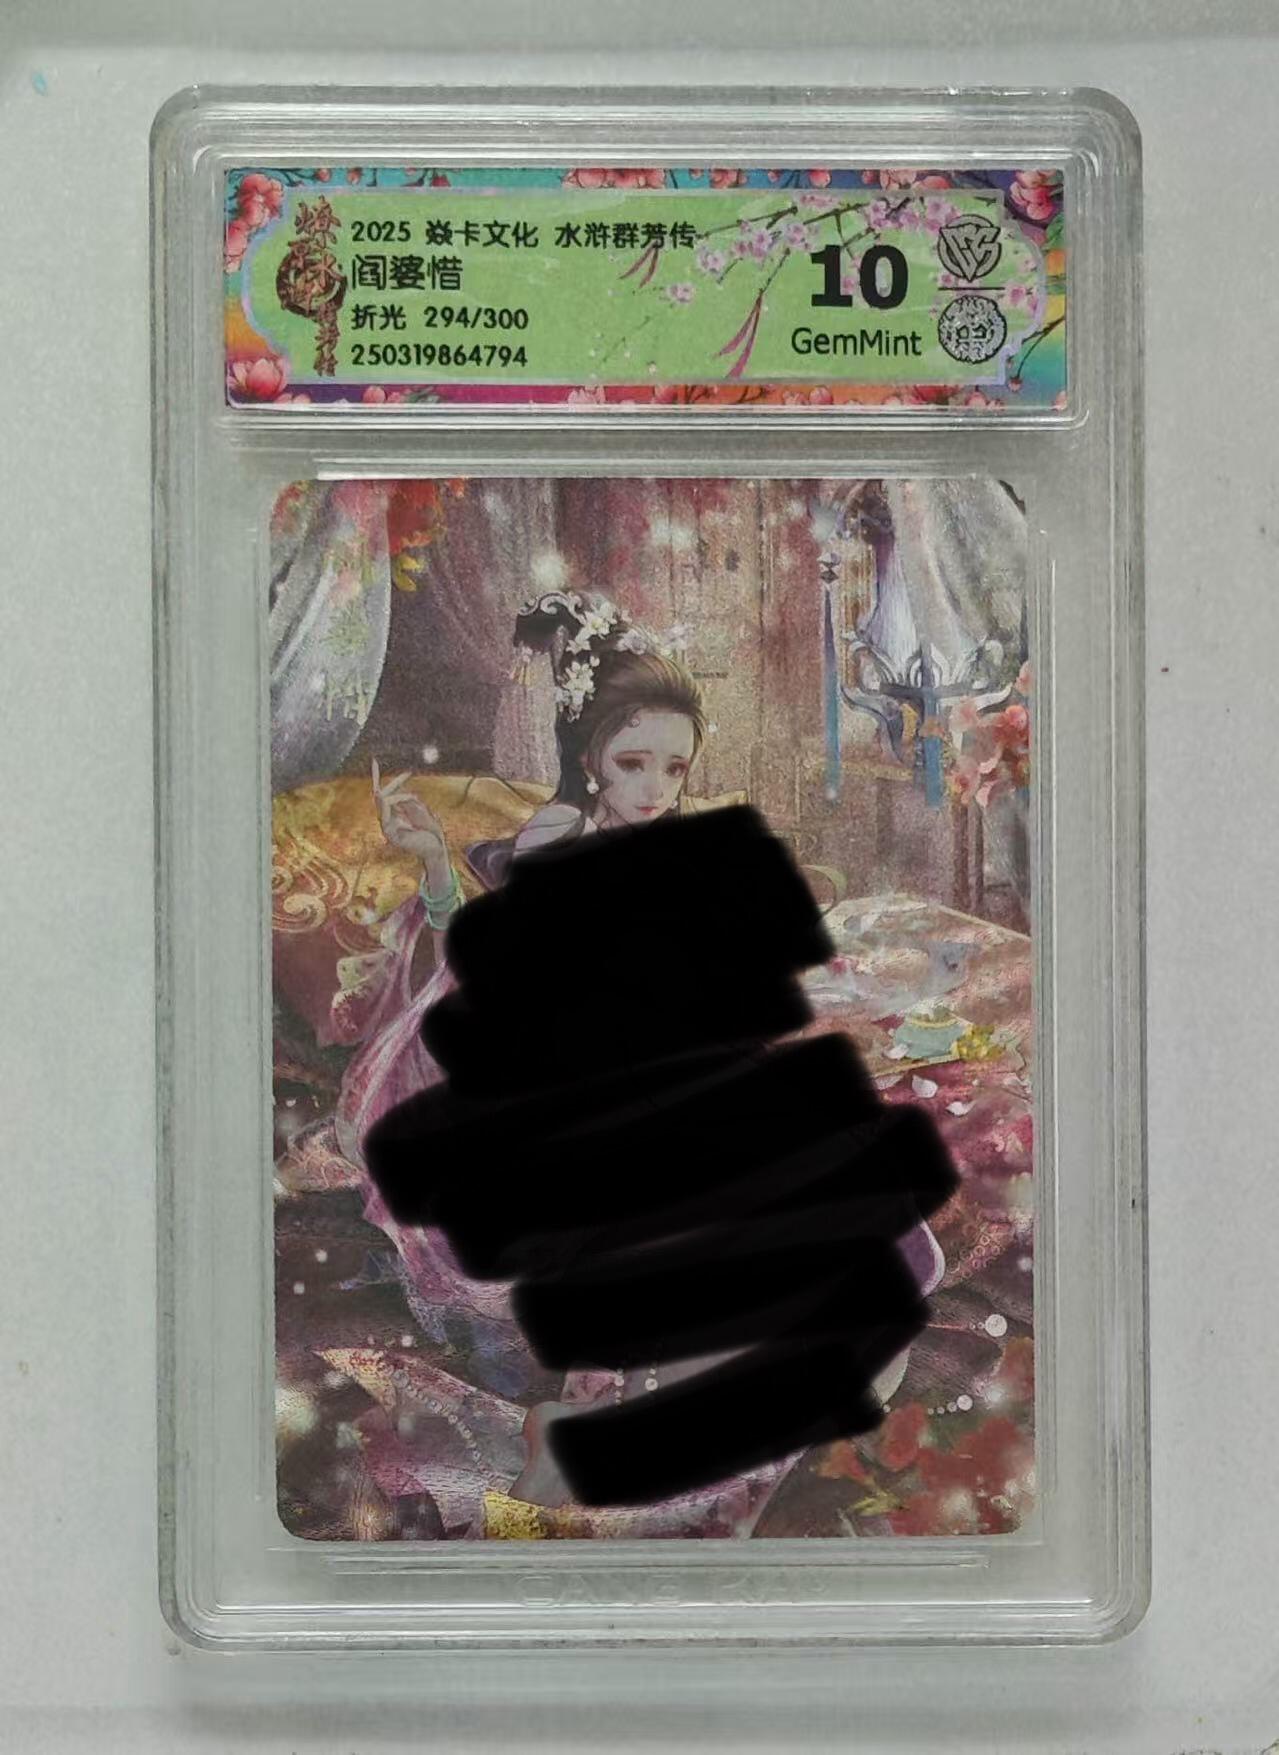 2025 焱卡文化 水浒群芳传
阎婆惜
折光 294/300
250319864794
10
GemMint